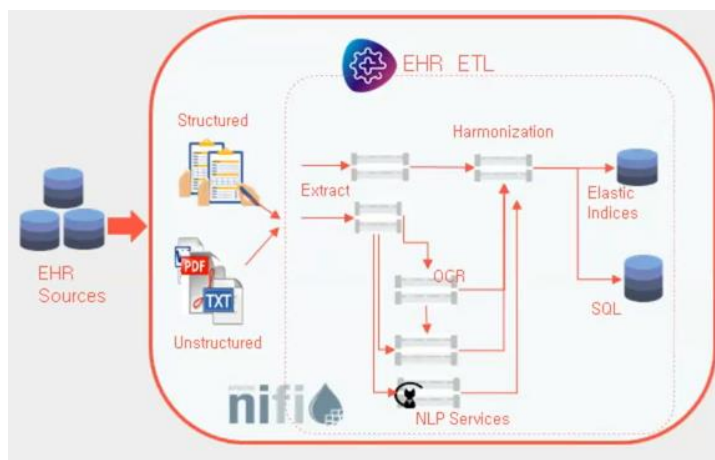 EHR ETL
Structured
Harmonization
Extract
Elastic
Indices
W
PDF
TXT
EHR
Sources
OCR
SQL
Unstructured
nifi
NLP Services